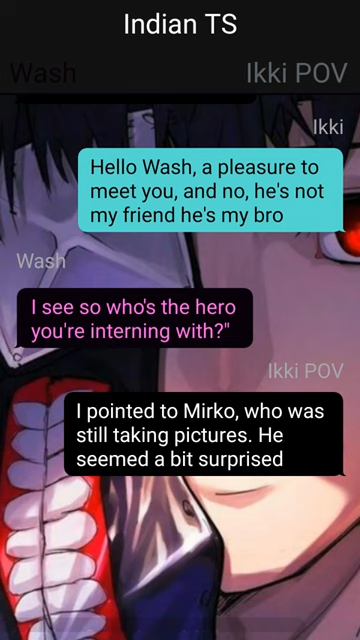 Indian TS
Wash
Ikki POV
Ikki
Hello Wash, a pleasure to
meet you, and no, he's not
my friend he's my bro
Wash
I see so who's the hero
you're interning with?"
Ikki POV
I pointed to Mirko, who was
still taking pictures. He
seemed a bit surprised